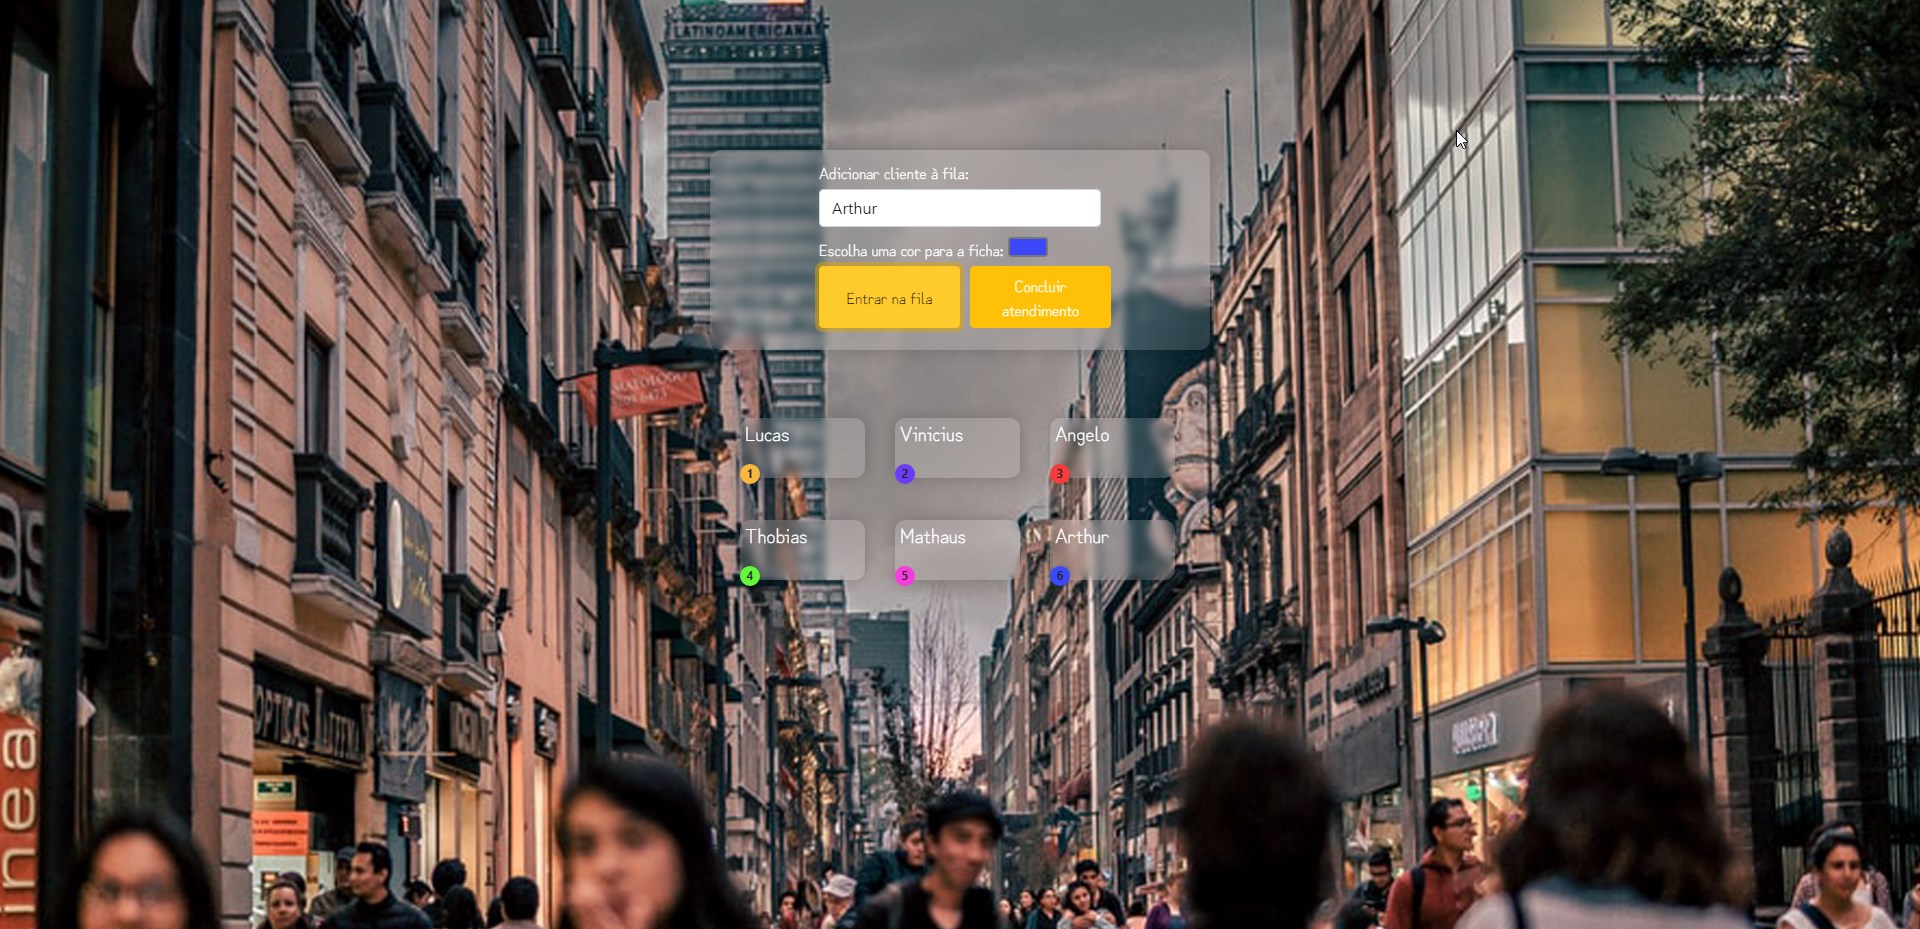 LATINOAMERICANA
Adicionar cliente à fila:
Arthur
Escolha uma cor para a ficha:
Entrar na fila
Concluir
atendimento
Lucas
Vinicius
Angelo
1
2
3
Thobias
Mathaus
Arthur
4
5
6
OPTICAS
inea